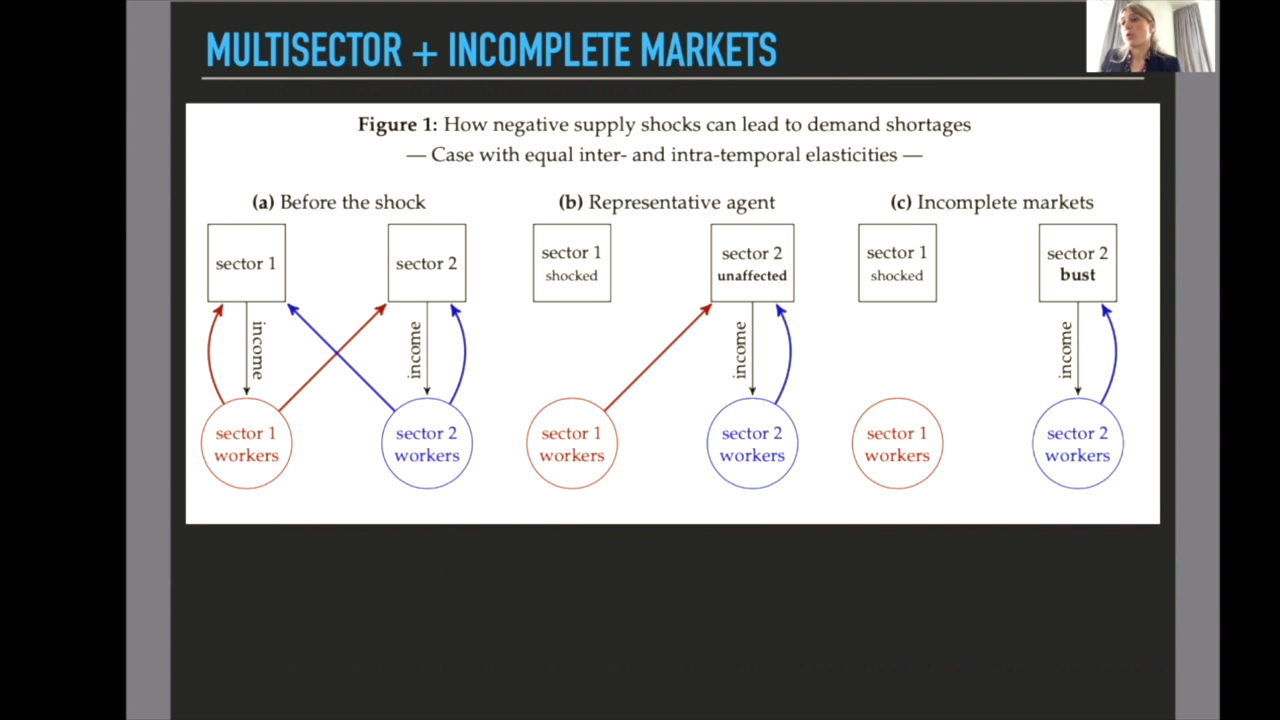 MULTISECTOR + INCOMPLETE MARKETS
Figure 1: How negative supply shocks can lead to demand shortages
— Case with equal inter- and intra-temporal elasticities —
(a) Before the shock
sector 1
sector 2
income
income
sector 1
workers
sector 2
workers
(b) Representative agent
sector 1
shocked
sector 2
unaffected
income
sector 1
workers
sector 2
workers
(c) Incomplete markets
sector 1
shocked
sector 2
bust
income
sector 1
workers
sector 2
workers